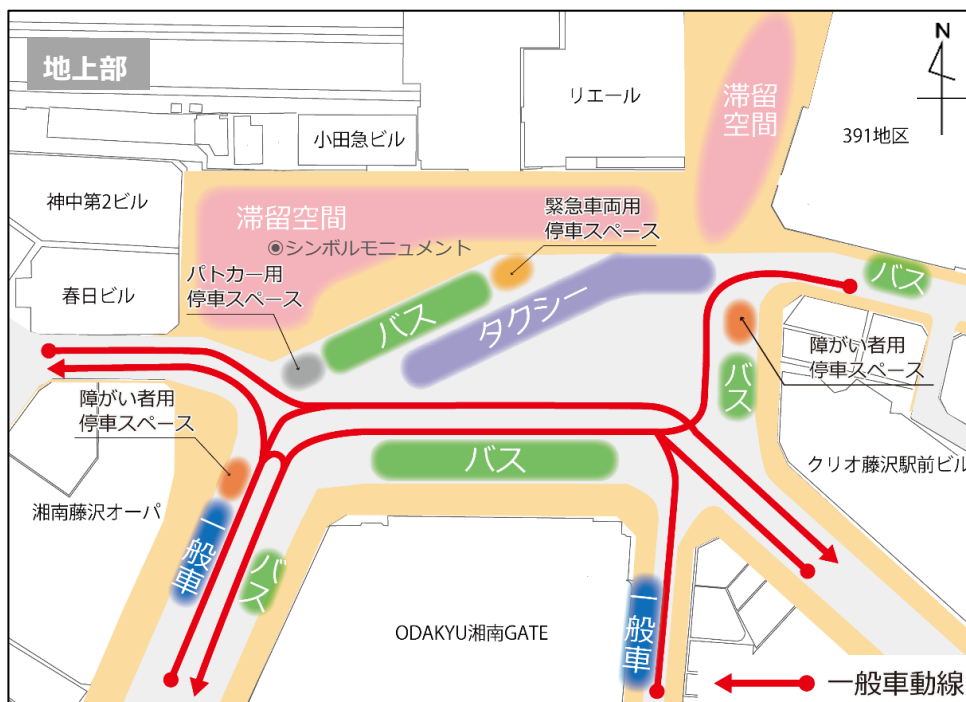 地上部
N
リエール
滞留
空間
391地区
小田急ビル
神中第2ビル
緊急車両用
停車スペース
滞留空間
◉シンボルモニュメント
パトカー用
停車スペース
春日ビル
バス
タクシー
バス
障がい者用
停車スペース
バス
障がい者用
停車スペース
バス
クリオ藤沢駅前ビル
湘南藤沢オーパ
一般車
バス
一般車
ODAKYU湘南GATE
一般車動線